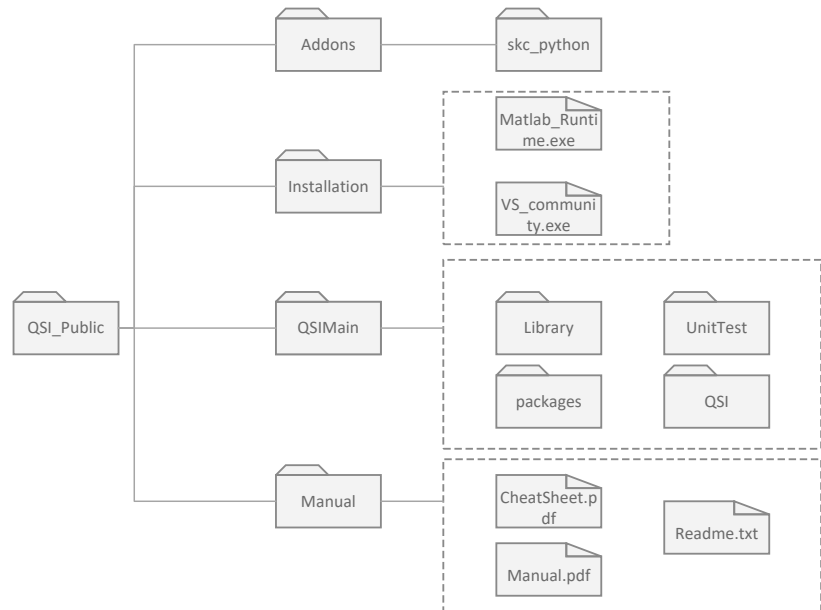 Addons
skc_python
Matlab_Runti
me.exe
Installation
VS_communi
ty.exe
QSI_Public
QSIMain
Library
UnitTest
packages
QSI
Manual
CheatSheet.p
df
Readme.txt
Manual.pdf